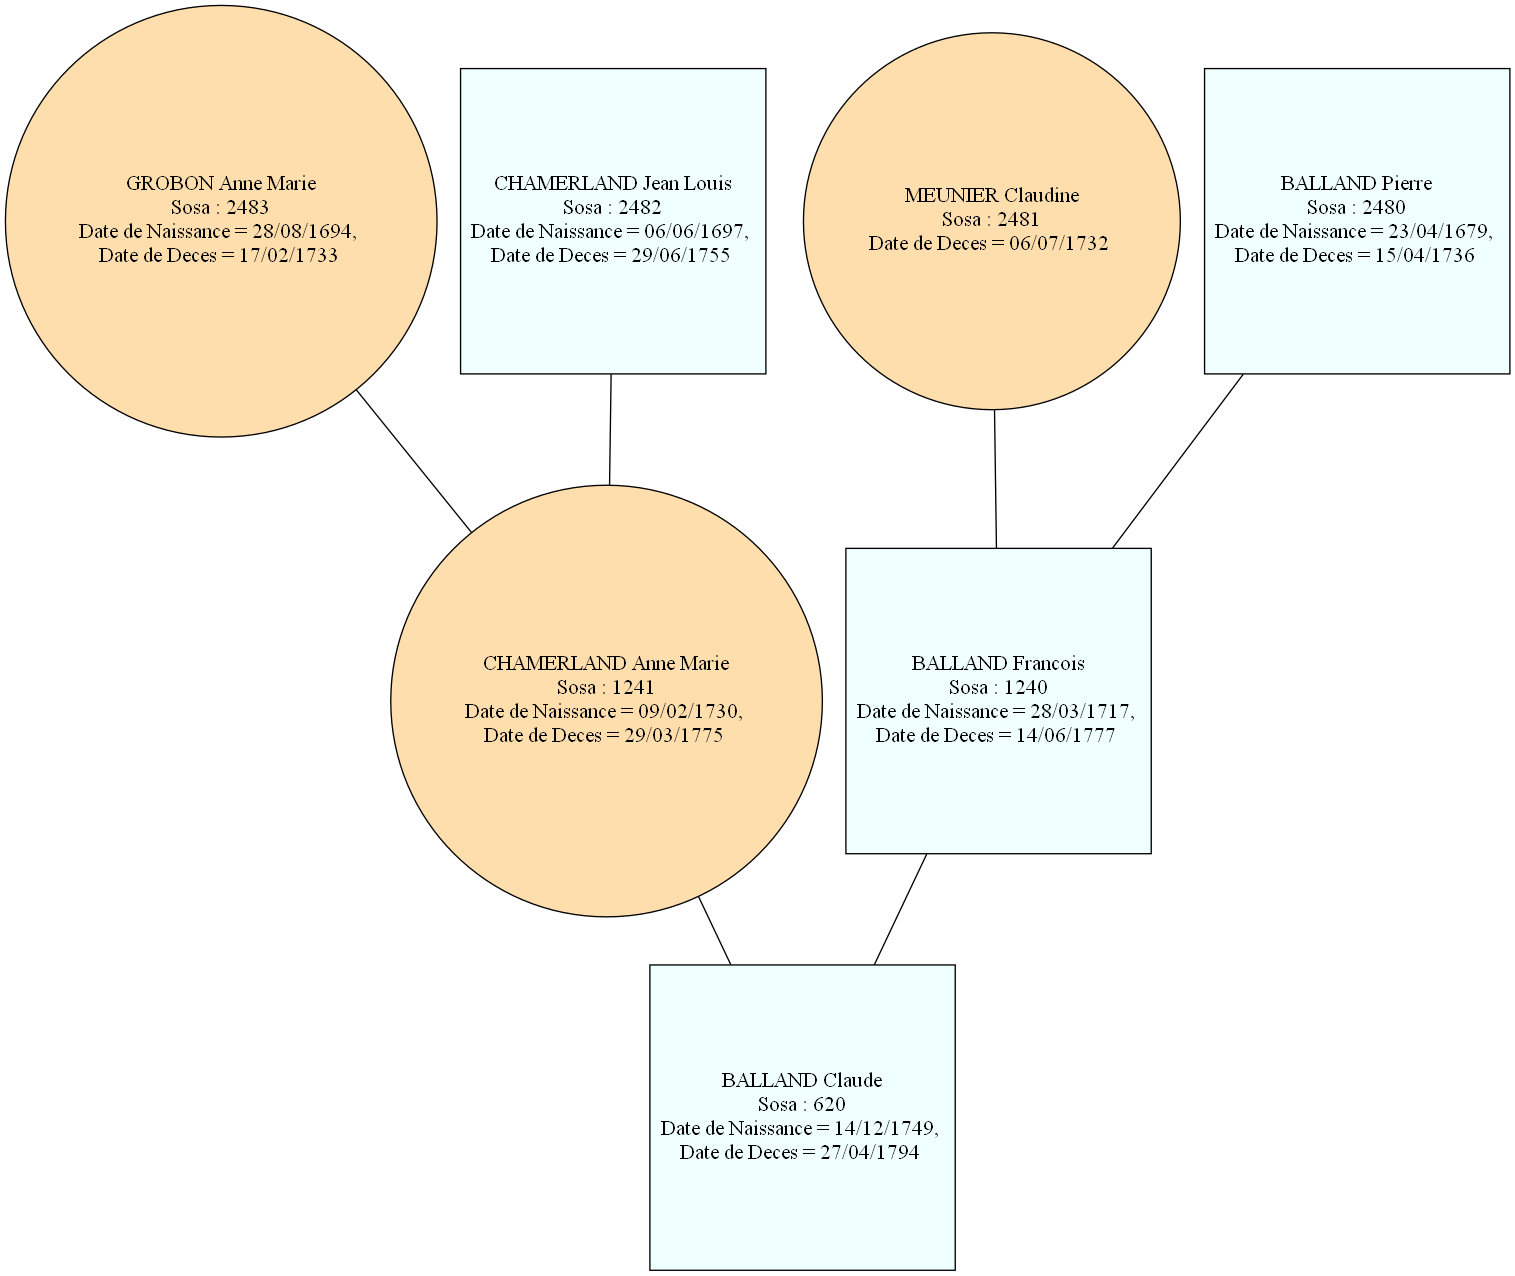 GROBON Anne Marie
Sosa : 2483
Date de Naissance = 28/08/1694,
Date de Deces = 17/02/1733
CHAMERLAND Jean Louis
Sosa : 2482
Date de Naissance = 06/06/1697,
Date de Deces = 29/06/1755
MEUNIER Claudine
Sosa : 2481
Date de Deces = 06/07/1732
BALLAND Pierre
Sosa : 2480
Date de Naissance = 23/04/1679,
Date de Deces = 15/04/1736
CHAMERLAND Anne Marie
Sosa : 1241
Date de Naissance = 09/02/1730,
Date de Deces = 29/03/1775
BALLAND Francois
Sosa : 1240
Date de Naissance = 28/03/1717,
Date de Deces = 14/06/1777
BALLAND Claude
Sosa : 620
Date de Naissance = 14/12/1749,
Date de Deces = 27/04/1794